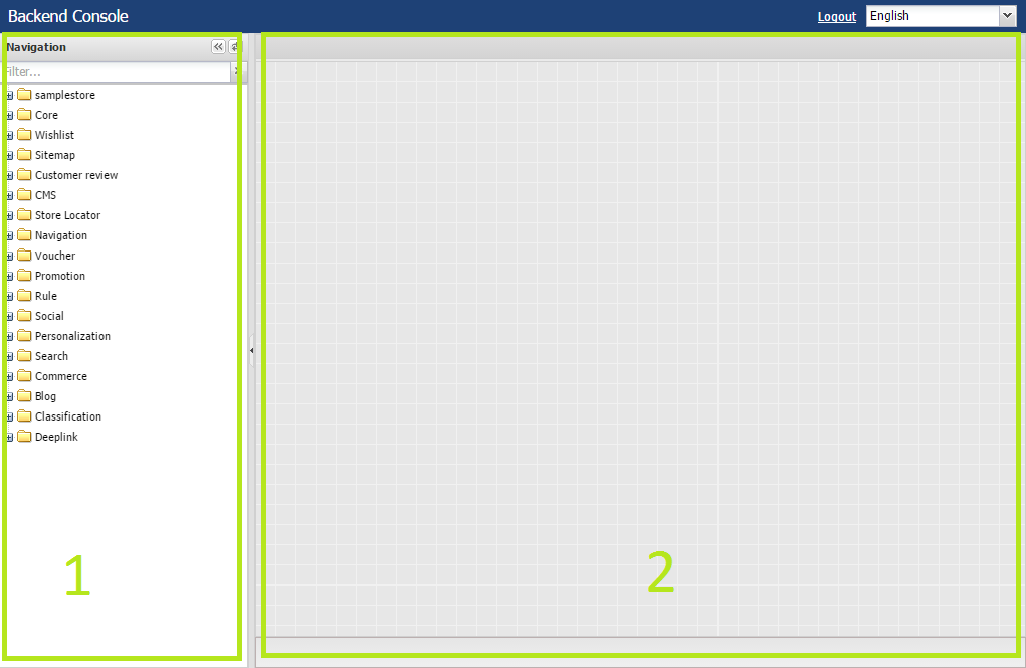 Backend Console
Logout English
Navigation
Filter...
samplestore
Core
Wishlist
Sitemap
Customer review
CMS
Store Locator
Navigation
Voucher
Promotion
Rule
Social
Personalization
Search
Commerce
Blog
Classification
Deeplink
1
2